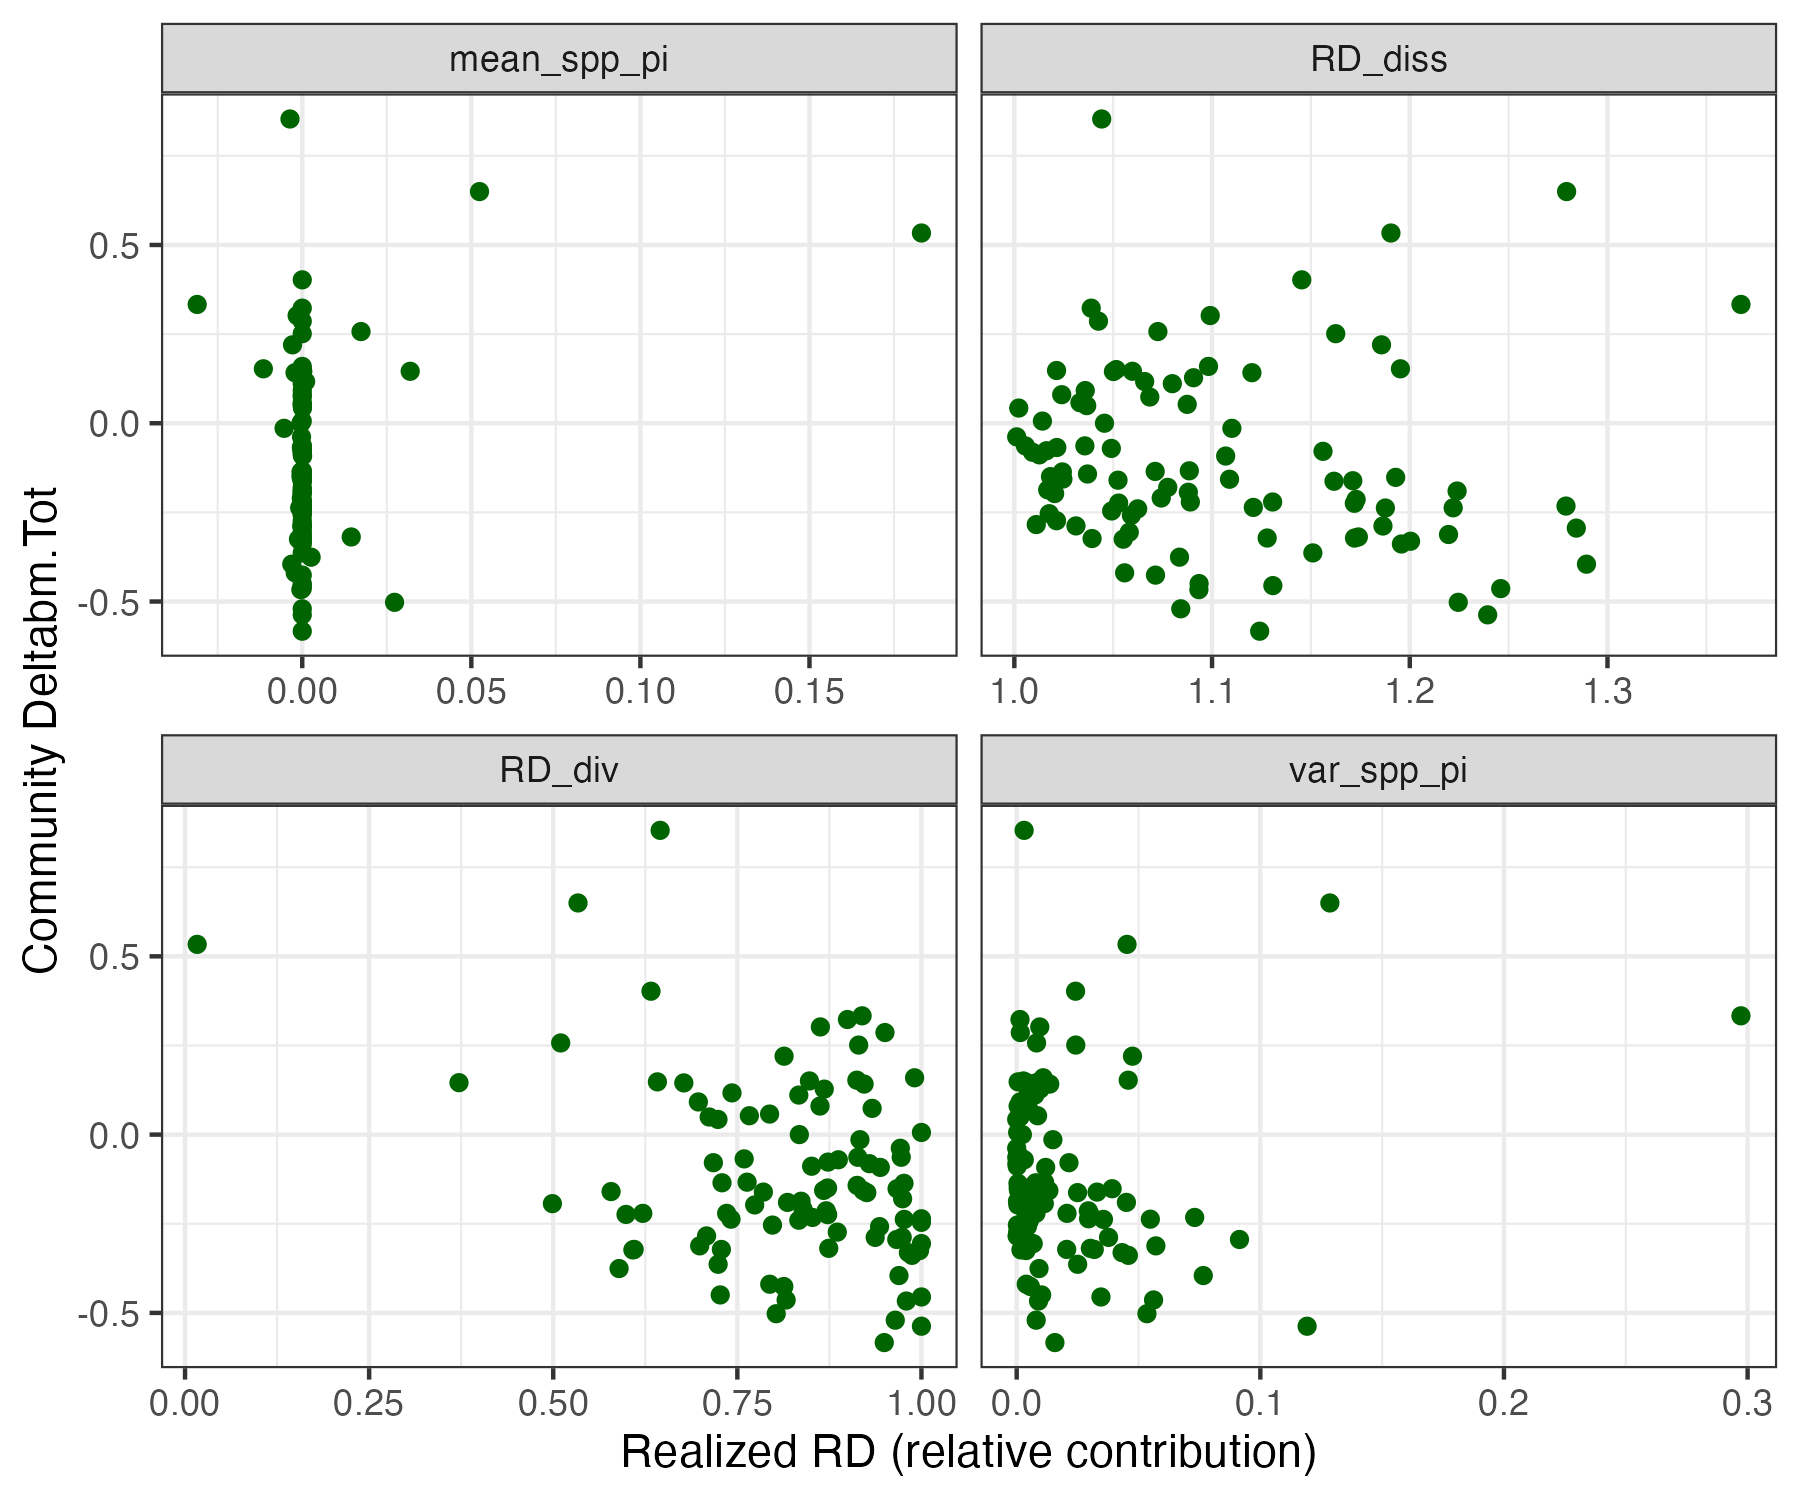 mean_spp_pi
RD_diss
0.5
0.0
-0.5
0.00 0.05 0.10 0.15
1.0 1.1 1.2 1.3
Community Deltabm.Tot
RD_div
var_spp_pi
0.5
0.0
-0.5
0.00 0.25 0.50 0.75 1.00
0.0 0.1 0.2 0.3
Realized RD (relative contribution)